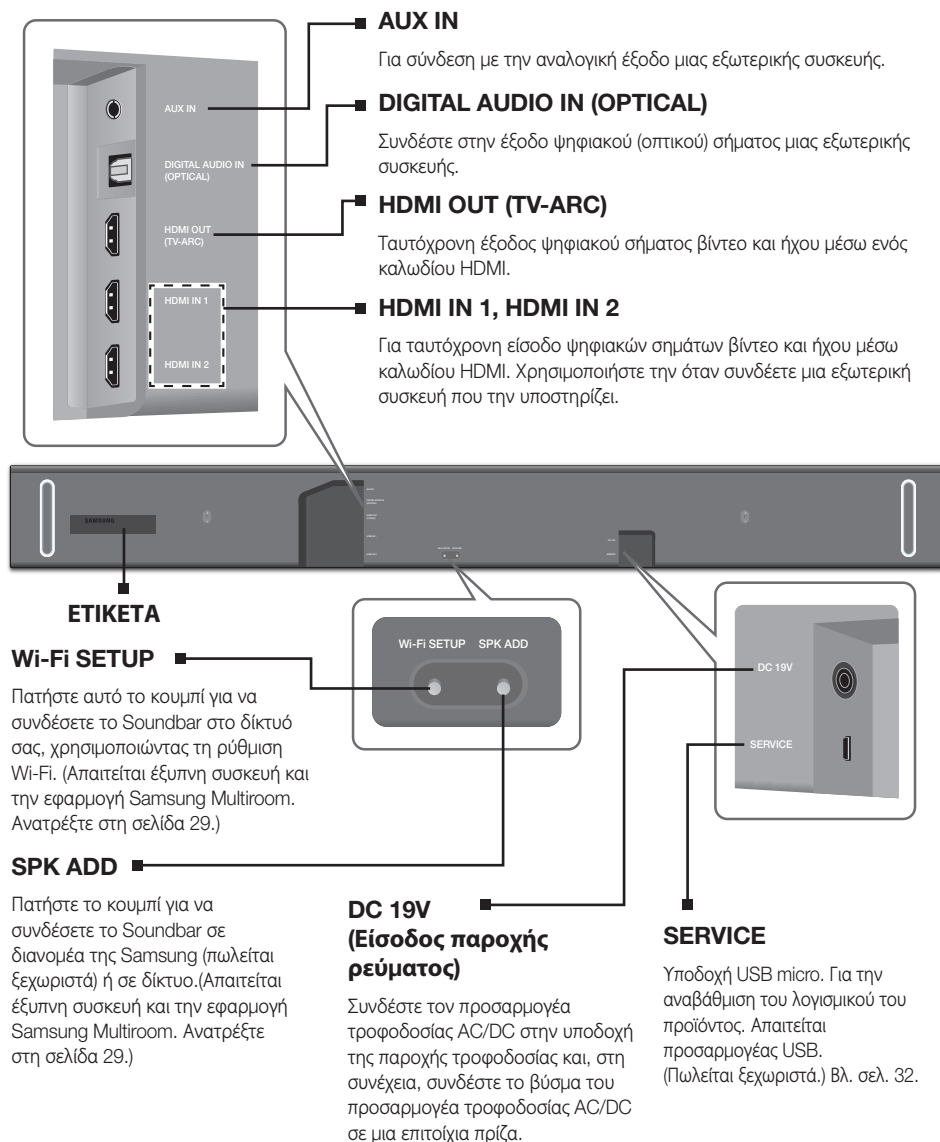 AUX IN
Για σύνδεση με την αναλογική έξοδο μιας εξωτερικής συσκευής.
DIGITAL AUDIO IN (OPTICAL)
Συνδέστε στην έξοδο ψηφιακού (οπτικού) σήματος μιας εξωτερικής
συσκευής.
HDMI OUT (TV-ARC)
Ταυτόχρονη έξοδος ψηφιακού σήματος βίντεο και ήχου μέσω ενός
καλωδίου HDMI.
HDMI IN 1, HDMI IN 2
Για ταυτόχρονη είσοδο ψηφιακών σημάτων βίντεο και ήχου μέσω
καλωδίου HDMI. Χρησιμοποιήστε την όταν συνδέετε μια εξωτερική
συσκευή που την υποστηρίζει.
AUX IN
DIGITAL AUDIO IN
(OPTICAL)
HDMI OUT
(TV-ARC)
HDMI IN 1
HDMI IN 2
SAMSUNG
ΕΤΙΚΕΤΑ
Wi-Fi SETUP
Πατήστε αυτό το κουμπί για να
συνδέσετε το Soundbar στο δίκτυό
σας, χρησιμοποιώντας τη ρύθμιση
Wi-Fi. (Απαιτείται έξυπνη συσκευή και
την εφαρμογή Samsung Multiroom.
Ανατρέξτε στη σελίδα 29.)
SPK ADD
Πατήστε το κουμπί για να
συνδέσετε το Soundbar σε
διανομέα της Samsung (πωλείται
ξεχωριστά) ή σε δίκτυο.(Απαιτείται
έξυπνη συσκευή και την εφαρμογή
Samsung Multiroom. Ανατρέξτε
στη σελίδα 29.)
Wi-Fi SETUP SPK ADD
DC 19V
SERVICE
DC 19V
(Είσοδος παροχής
ρεύματος)
Συνδέστε τον προσαρμογέα
τροφοδοσίας AC/DC στην υποδοχή
της παροχής τροφοδοσίας και, στη
συνέχεια, συνδέστε το βύσμα του
προσαρμογέα τροφοδοσίας AC/DC
σε μια επιτοίχια πρίζα.
SERVICE
Υποδοχή USB micro. Για την
αναβάθμιση του λογισμικού του
προϊόντος. Απαιτείται
προσαρμογέας USB.
(Πωλείται ξεχωριστά.) Βλ. σελ. 32.